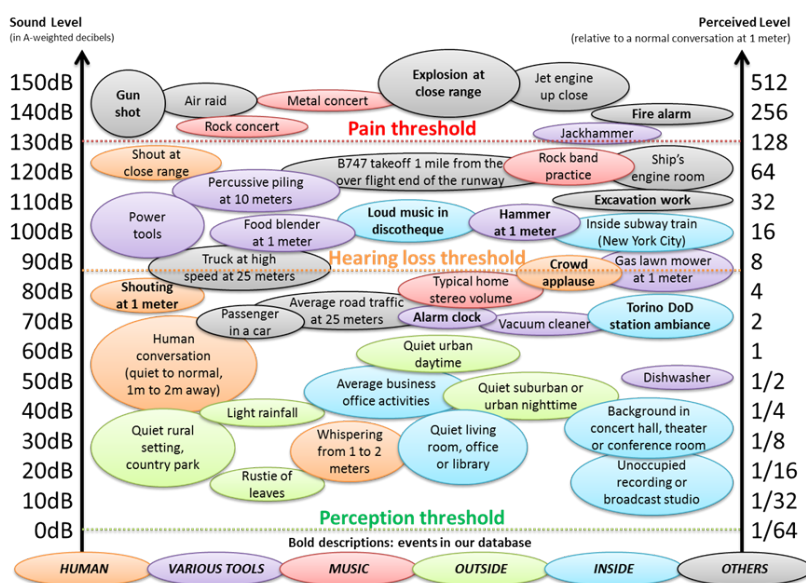 Sound Level
(in A-weighted decibels)
Perceived Level
(relative to a normal conversation at 1 meter)
150dB
140dB
130dB
120dB
110dB
100dB
90dB
80dB
70dB
60dB
50dB
40dB
30dB
20dB
10dB
0dB
512
256
128
64
32
16
8
4
2
1
1/2
1/4
1/8
1/16
1/32
1/64
Gun
shot
Air raid
Metal concert
Rock concert
Explosion at
close range
Jet engine
up close
Fire alarm
Jackhammer
Pain threshold
Shout at
close range
B747 takeoff 1 mile from the
over flight end of the runway
Rock band
practice
Ship's
engine room
Percussive piling
at 10 meters
Excavation work
Power
tools
Food blender
at 1 meter
Loud music in
discotheque
Hammer
at 1 meter
Inside subway train
(New York City)
Truck at high
speed at 25 meters
Hearing loss threshold
Crowd
applause
Gas lawn mower
at 1 meter
Shouting
at 1 meter
Typical home
stereo volume
Passenger
in a car
Average road traffic
at 25 meters
Alarm clock
Vacuum cleaner
Torino DoD
station ambiance
Human
conversation
(quiet to normal,
1m to 2m away)
Quiet urban
daytime
Average business
office activities
Quiet suburban or
urban nighttime
Dishwasher
Light rainfall
Quiet rural
setting,
country park
Whispering
from 1 to 2
meters
Quiet living
room, office
or library
Background in
concert hall, theater
or conference room
Rustie of
leaves
Unoccupied
recording or
broadcast studio
Perception threshold
Bold descriptions: events in our database
HUMAN
VARIOUS TOOLS
MUSIC
OUTSIDE
INSIDE
OTHERS